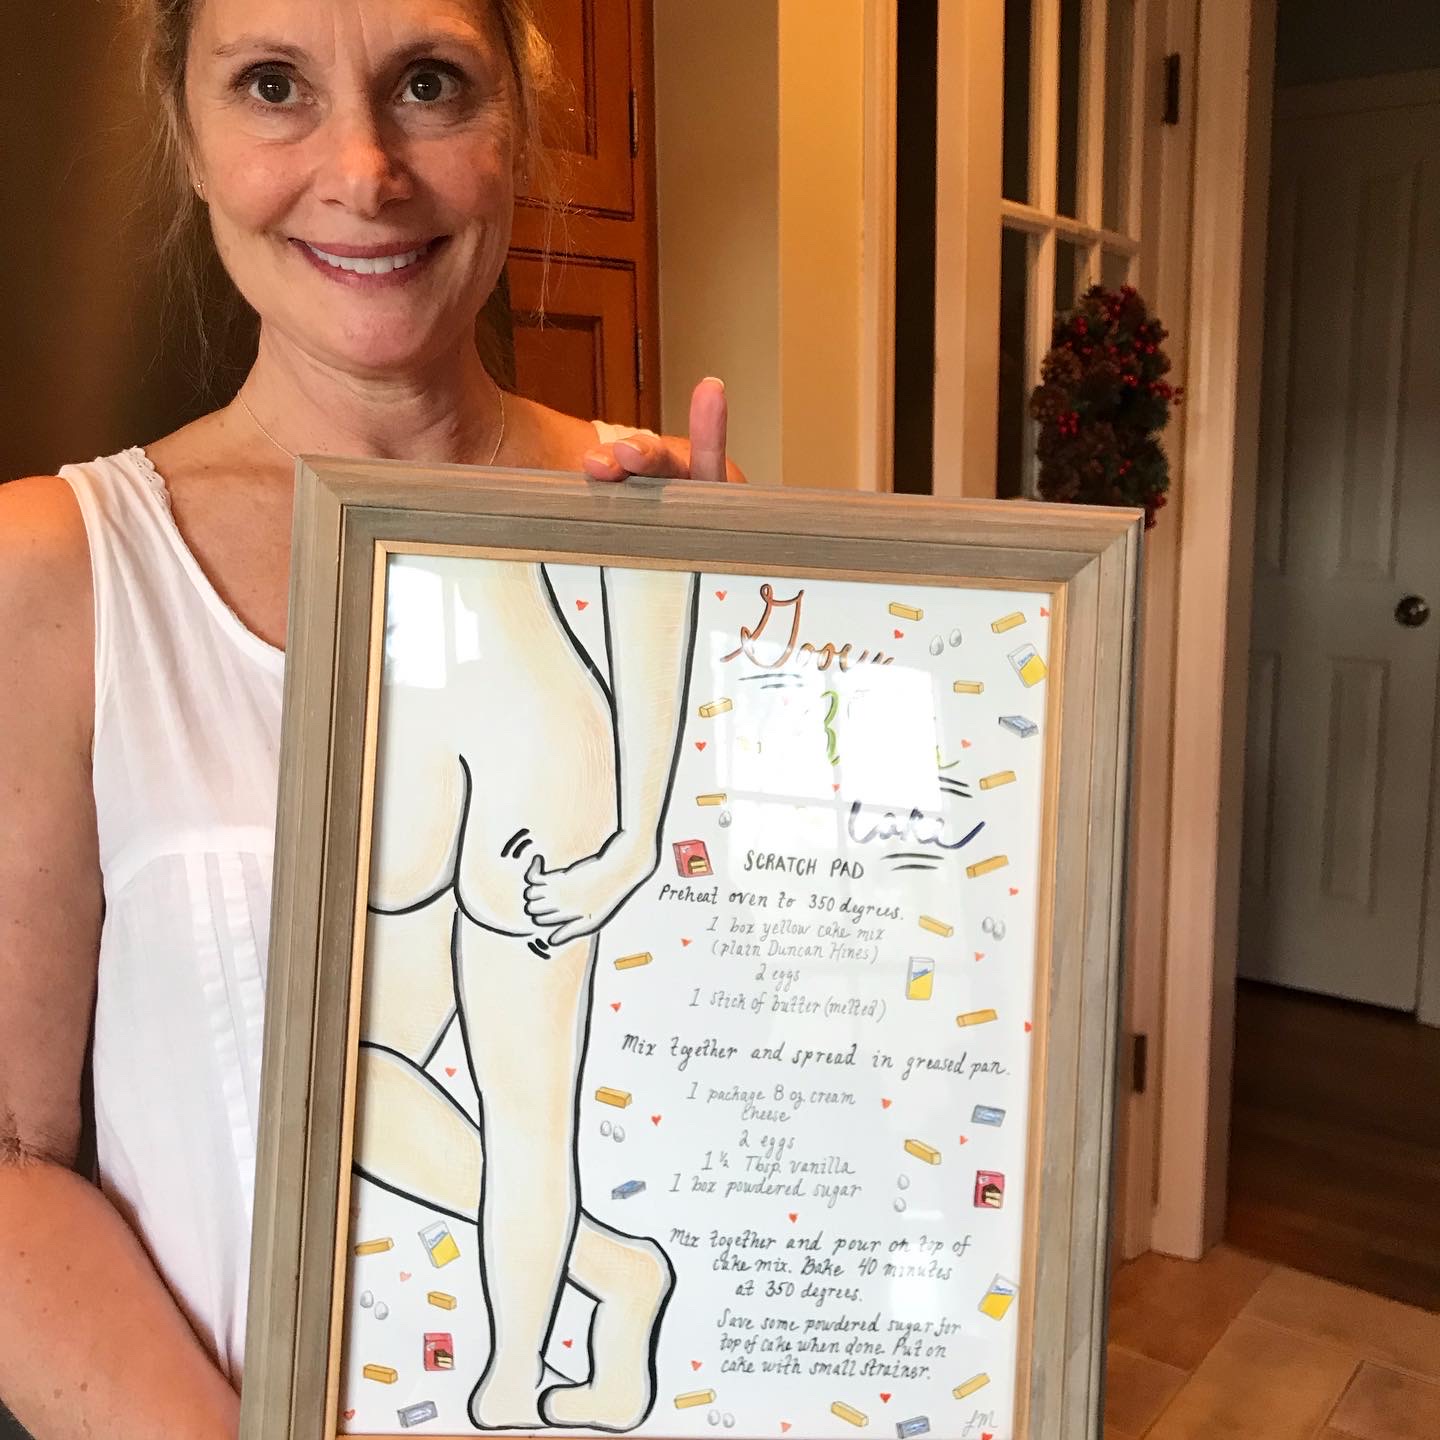 Gooey
Cake
SCRATCH PAD
Preheat oven to 350 degrees.
1 box yellow cake mix
(plain Duncan Hines)
2 eggs
1 stick of butter (melted)
Mix together and spread in greased pan.
1 package 8 oz. cream
cheese
2 eggs
1 ½ Tbsp. vanilla
1 box powdered sugar
Mix together and pour on top of
cake mix. Bake 40 minutes
at 350 degrees.
Save some powdered sugar for
top of cake when done. Put on
cake with small strainer.
JM